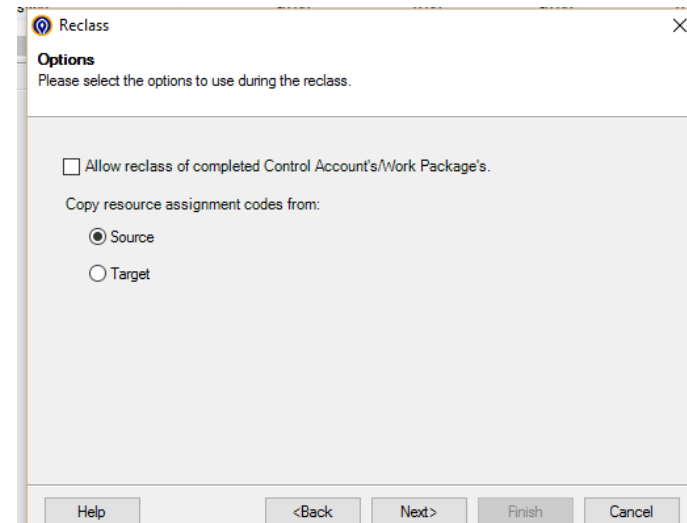 Reclass
Options
Please select the options to use during the reclass.
Allow reclass of completed Control Account's/Work Package's.
Copy resource assignment codes from:
Source
Target
Help
<Back
Next>
Finish
Cancel